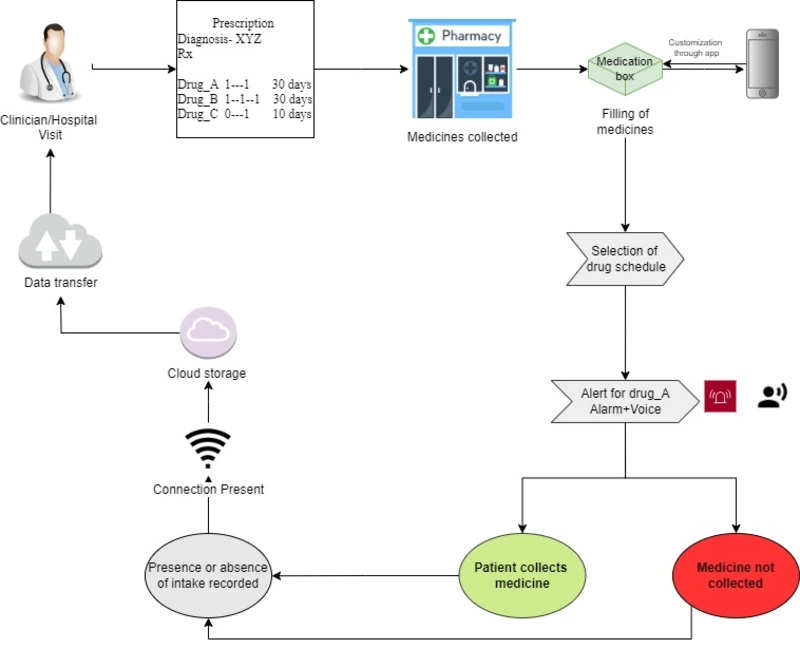 Prescription
Diagnosis- XYZ
Rx
Drug_A 1---1 30 days
Drug_B 1--1--1 30 days
Drug_C 0---1 10 days
Pharmacy
Medication
box
Customization
through app
Clinician/Hospital
Visit
Medicines collected
Filling of
medicines
Selection of
drug schedule
Data transfer
Cloud storage
Alert for drug_A
Alarm+Voice
Connection Present
Presence or absence
of intake recorded
Patient collects
medicine
Medicine not
collected